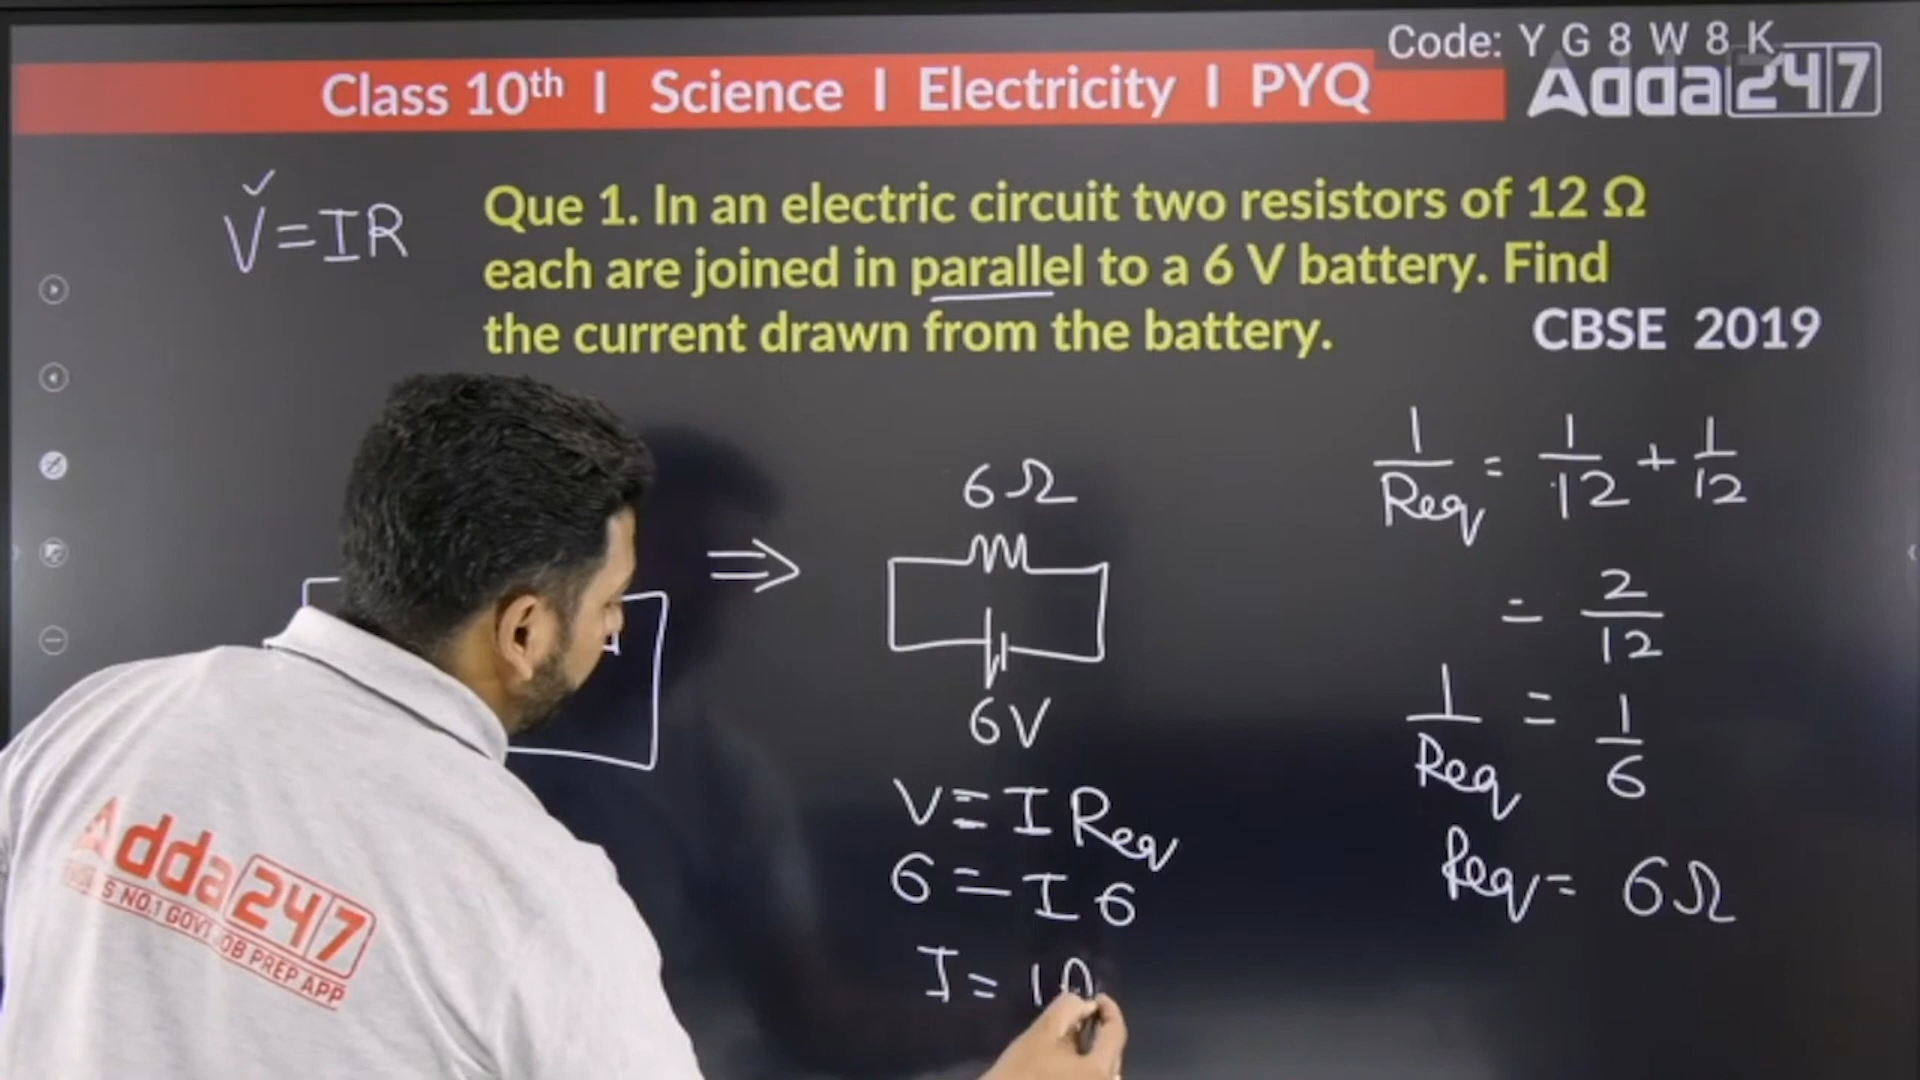 Code: Y G 8 W 8 K
Class 10th | Science | Electricity | PYQ
Adda247
V = IR
Que 1. In an electric circuit two resistors of 12 Ω
each are joined in parallel to a 6 V battery. Find
the current drawn from the battery.
CBSE 2019
6Ω
6V
V = I Req
6 = I 6
I = 1A
1/Req = 1/12 + 1/12
= 2/12
1/Req = 1/6
Req = 6Ω
Adda247
NO.1 GOVT JOB PREP APP